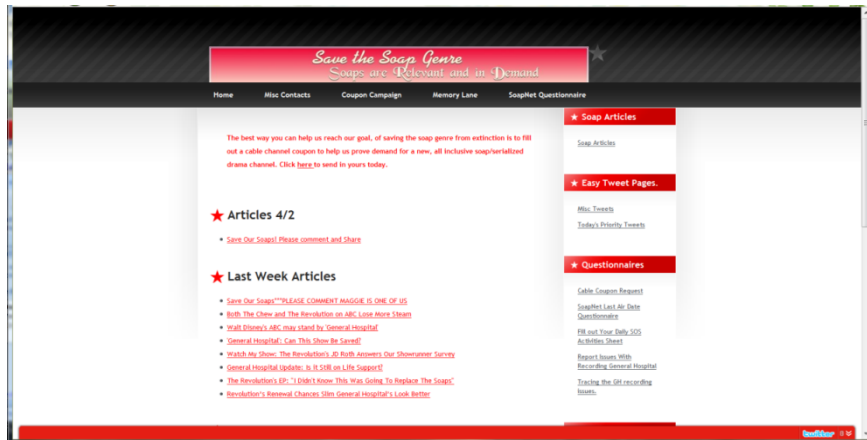 Save the Soap Genre
Soaps are Relevant and in Demand
Home Misc Contacts Coupon Campaign Memory Lane SoapNet Questionnaire
The best way you can help us reach our goal, of saving the soap genre from extinction is to fill
out a cable channel coupon to help us prove demand for a new, all inclusive soap/serialized
drama channel. Click here to send in yours today.
Articles 4/2
Save Our Soaps! Please comment and Share
Last Week Articles
Save Our Soaps***PLEASE COMMENT MAGGIE IS ONE OF US
Both The Chew and The Revolution on ABC Lose More Steam
Walt Disney's ABC may stand by 'General Hospital'
'General Hospital': Can This Show Be Saved?
Watch My Show: The Revolution's JD Roth Answers Our Showrunner Survey
General Hospital Update: Is It Still on Life Support?
The Revolution's EP: "I Didn't Know This Was Going To Replace The Soaps"
Revolution's Renewal Chances Slim General Hospital's Look Better
Soap Articles
Soap Articles
Easy Tweet Pages.
Misc Tweets
Today's Priority Tweets
Questionnaires
Cable Coupon Request
SoapNet Last Air Date
Questionnaire
Fill out Your Daily SOS
Activities Sheet
Report Issues With
Recording General Hospital
Tracing the GH recording
issues.
twitter 0